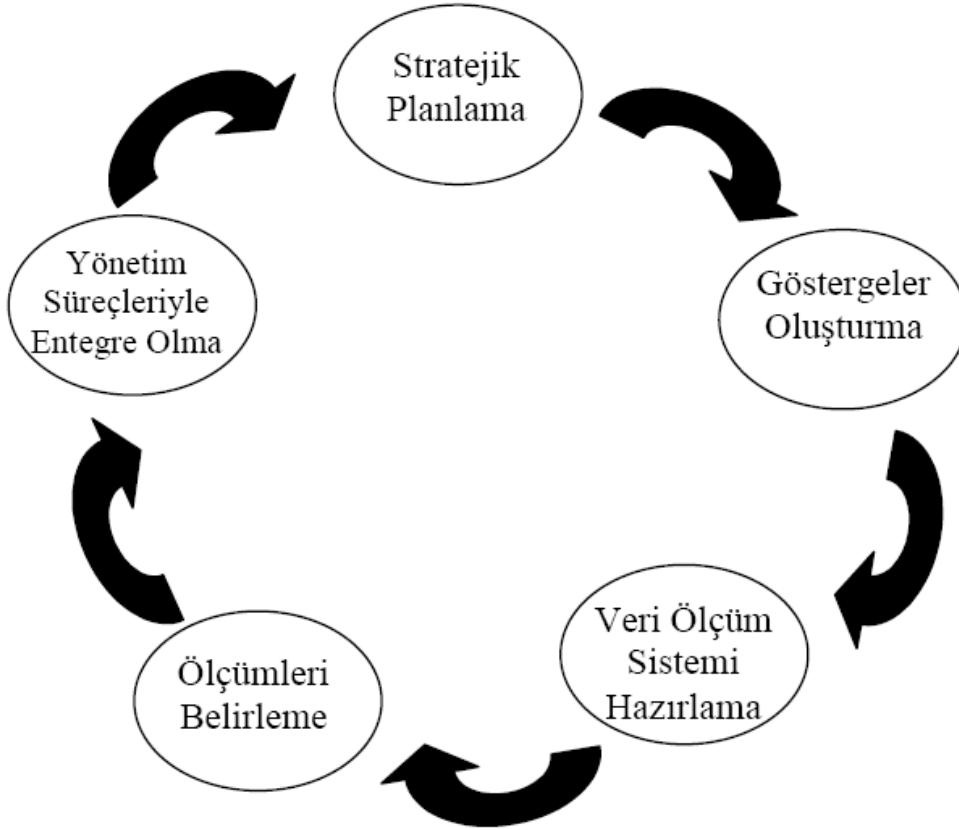 Stratejik
Planlama
Göstergeler
Oluşturma
Veri Ölçüm
Sistemi
Hazırlama
Ölçümleri
Belirleme
Yönetim
Süreçleriyle
Entegre Olma